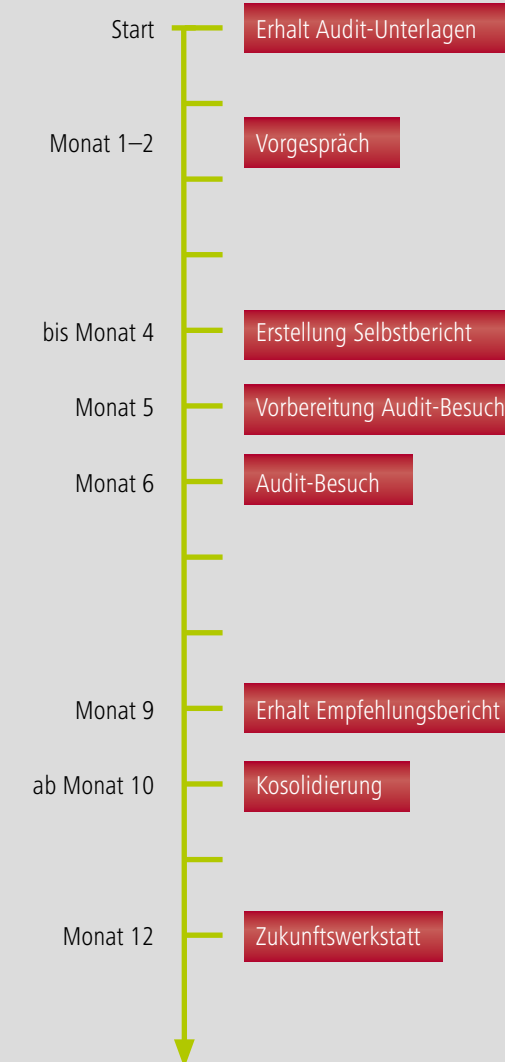 Start Erhalt Audit-Unterlagen
Monat 1–2 Vorgespräch
bis Monat 4 Erstellung Selbstbericht
Monat 5 Vorbereitung Audit-Besuch
Monat 6 Audit-Besuch
Monat 9 Erhalt Empfehlungsbericht
ab Monat 10 Kosolidierung
Monat 12 Zukunftswerkstatt